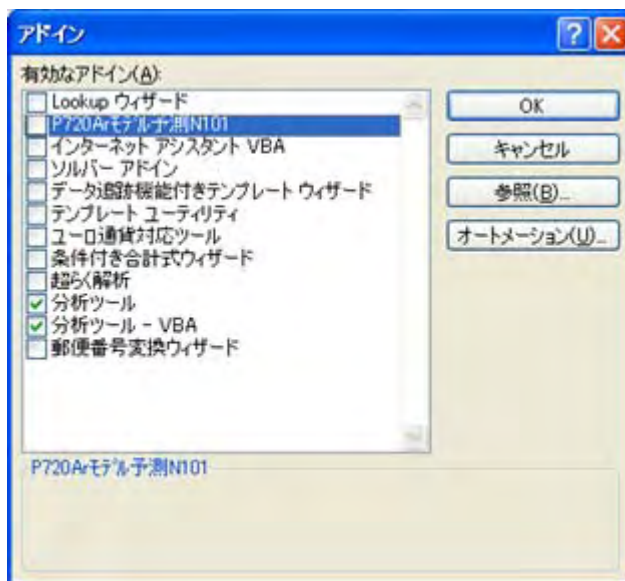 アドイン
有効なアドイン(A):
Lookup ウィザード
P720Arモデル予測N101
インターネット アシスタント VBA
ソルバー アドイン
データ追跡機能付きテンプレート ウィザード
テンプレート ユーティリティ
ユーロ通貨対応ツール
条件付き合計式ウィザード
超らく解析
分析ツール
分析ツール - VBA
郵便番号変換ウィザード
OK
キャンセル
参照(B)...
オートメーション(U)...
P720Arモデル予測N101